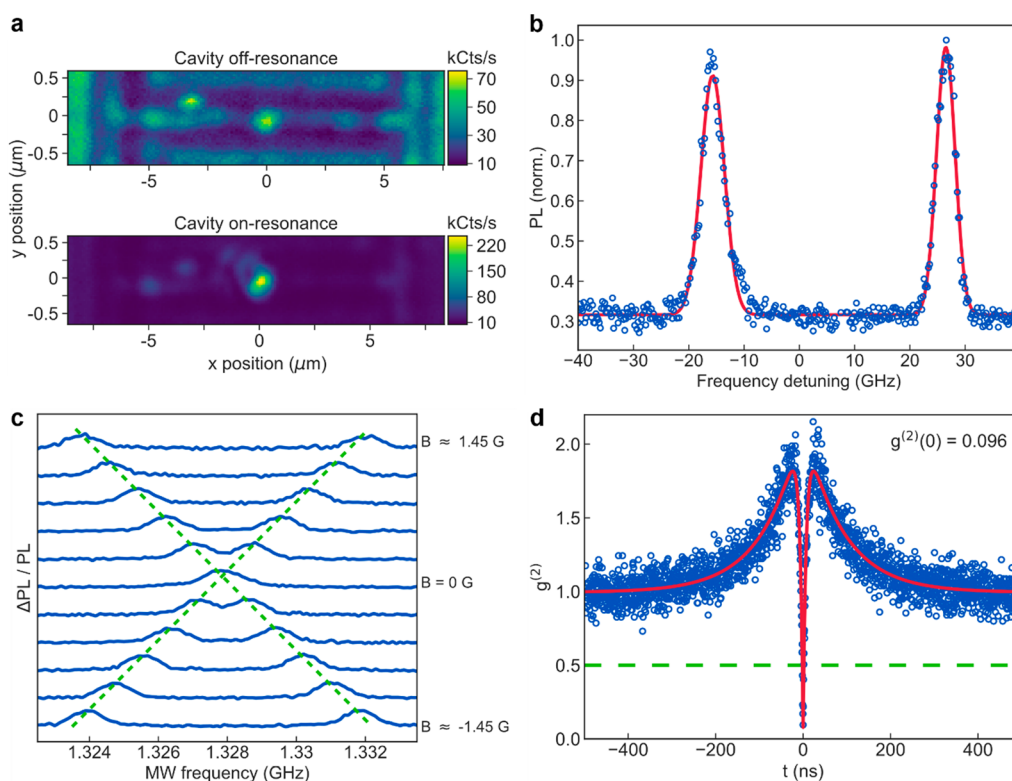 a
Cavity off-resonance
kCts/s
0.5
0
-0.5
70
50
30
10
-5
0
5
Cavity on-resonance
kCts/s
0.5
0
-0.5
220
150
80
10
-5
0
5
y position (μm)
x position (μm)
b
1.0
0.9
0.8
0.7
0.6
0.5
0.4
0.3
PL (norm.)
−40 −30 −20 −10 0 10 20 30
Frequency detuning (GHz)
c
B ≈ 1.45 G
B = 0 G
B ≈ -1.45 G
ΔPL / PL
1.324 1.326 1.328 1.33 1.332
MW frequency (GHz)
d
g(2)(0) = 0.096
2.0
1.5
1.0
0.5
0.0
g(2)
−400 −200 0 200 400
t (ns)